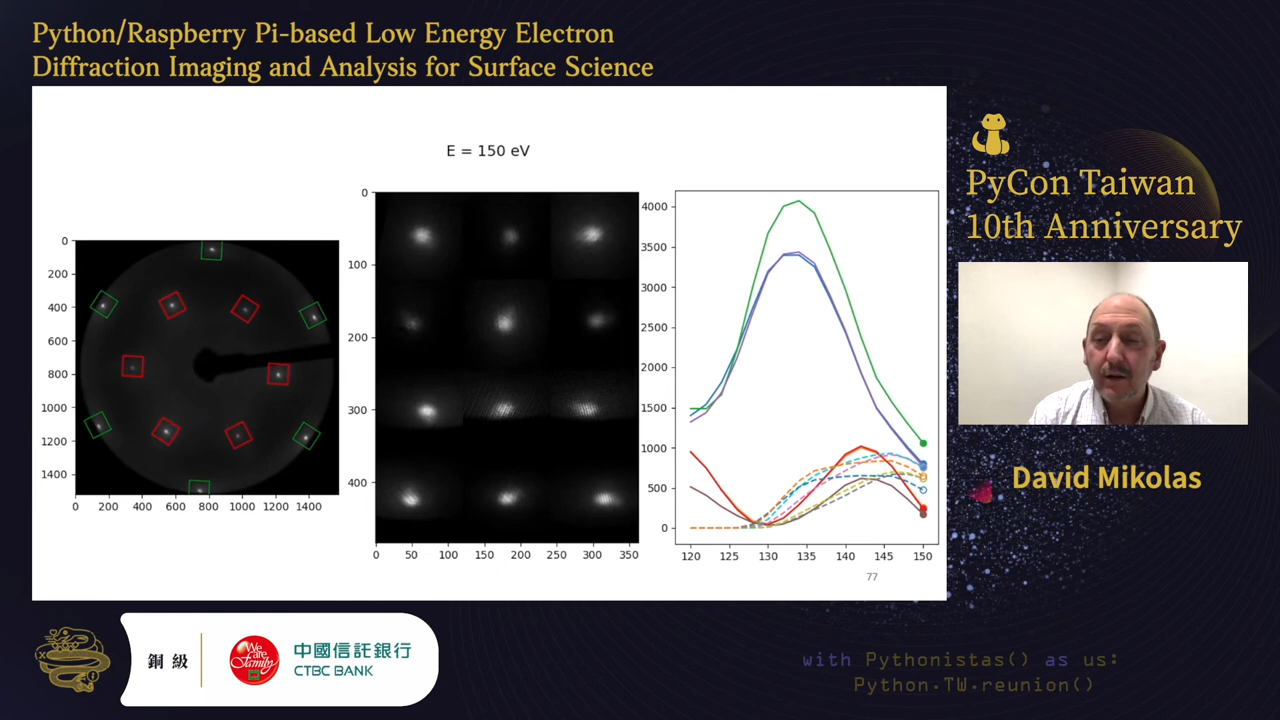 Python/Raspberry Pi-based Low Energy Electron
Diffraction Imaging and Analysis for Surface Science
E = 150 eV
0
200
400
600
800
1000
1200
1400
0 200 400 600 800 1000 1200 1400
0
100
200
300
400
0 50 100 150 200 250 300 350
4000
3500
3000
2500
2000
1500
1000
500
0
120 125 130 135 140 145 150
77
PyCon Taiwan
10th Anniversary
David Mikolas
銅級
We
are
Family
中國信託銀行
CTBC BANK
with Pythonistas() as us:
Python.TW.reunion()